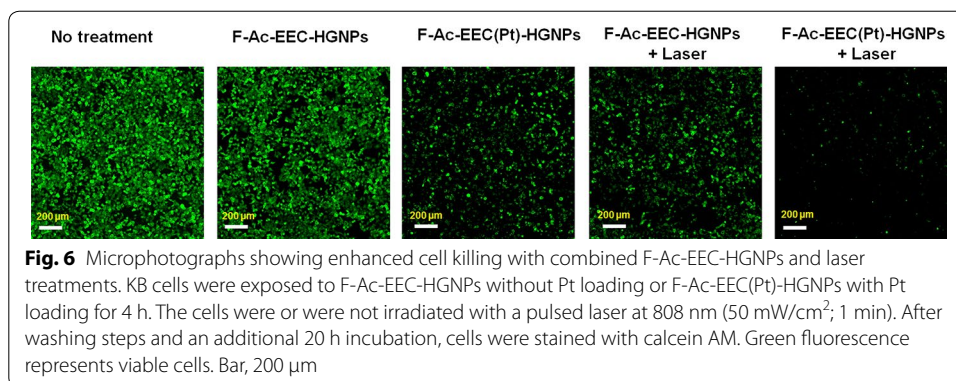 No treatment F-Ac-EEC-HGNPs F-Ac-EEC(Pt)-HGNPs F-Ac-EEC-HGNPs + Laser F-Ac-EEC(Pt)-HGNPs + Laser
200 µm 200 µm 200 µm 200 µm 200 µm
Fig. 6 Microphotographs showing enhanced cell killing with combined F-Ac-EEC-HGNPs and laser
treatments. KB cells were exposed to F-Ac-EEC-HGNPs without Pt loading or F-Ac-EEC(Pt)-HGNPs with Pt
loading for 4 h. The cells were or were not irradiated with a pulsed laser at 808 nm (50 mW/cm²; 1 min). After
washing steps and an additional 20 h incubation, cells were stained with calcein AM. Green fluorescence
represents viable cells. Bar, 200 µm